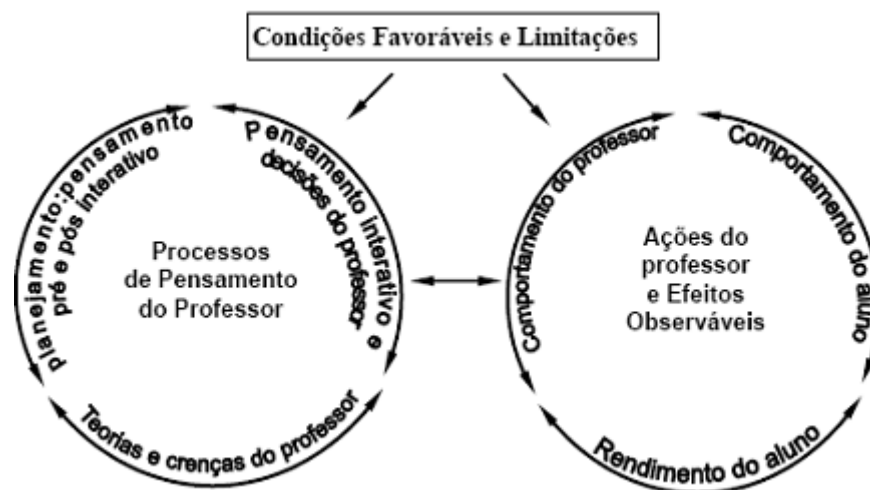 Condições Favoráveis e Limitações
planejamento:pensamento
pré e pós interativo
Pensamento interativo e
decisões do professor
Processos
de Pensamento
do Professor
Teorias e crenças do professor
Comportamento do professor
Comportamento do aluno
Ações do
professor
e Efeitos
Observáveis
Rendimento do aluno